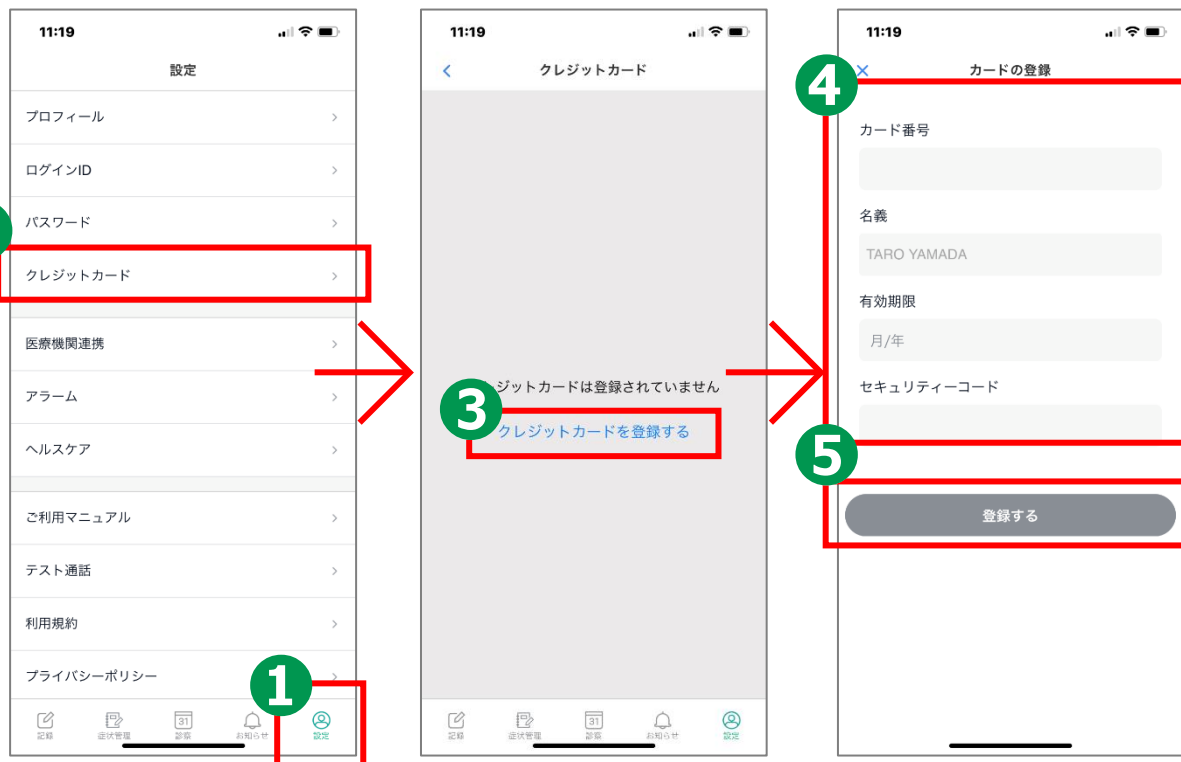 11:19
設定
プロフィール
ログインID
パスワード
クレジットカード
医療機関連携
アラーム
ヘルスケア
ご利用マニュアル
テスト通話
利用規約
プライバシーポリシー
1
記録
症状管理
31
診察
お知らせ
設定
11:19
クレジットカード
ジットカードは登録されていません
3
クレジットカードを登録する
記録
症状管理
31
診察
お知らせ
設定
11:19
4
カードの登録
カード番号
名義
TARO YAMADA
有効期限
月/年
セキュリティーコード
5
登録する